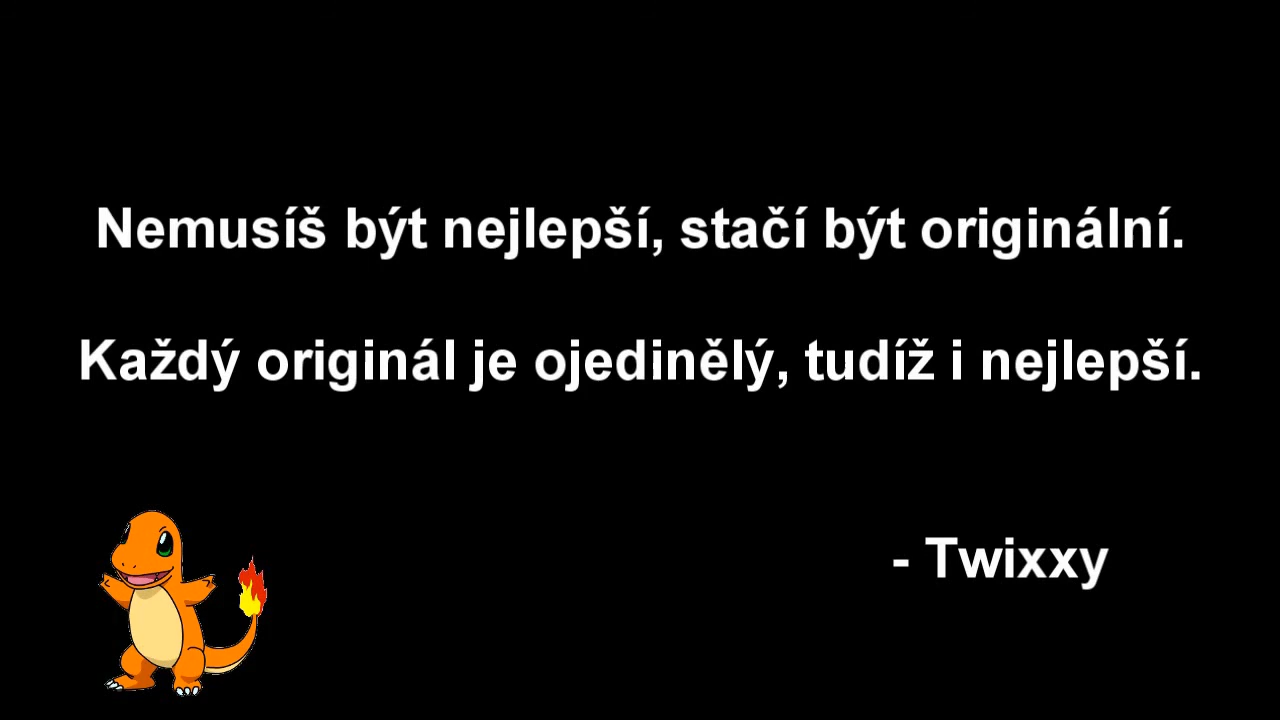 Nemusíš být nejlepší, stačí být originální.
Každý originál je ojedinělý, tudíž i nejlepší.
- Twixxy